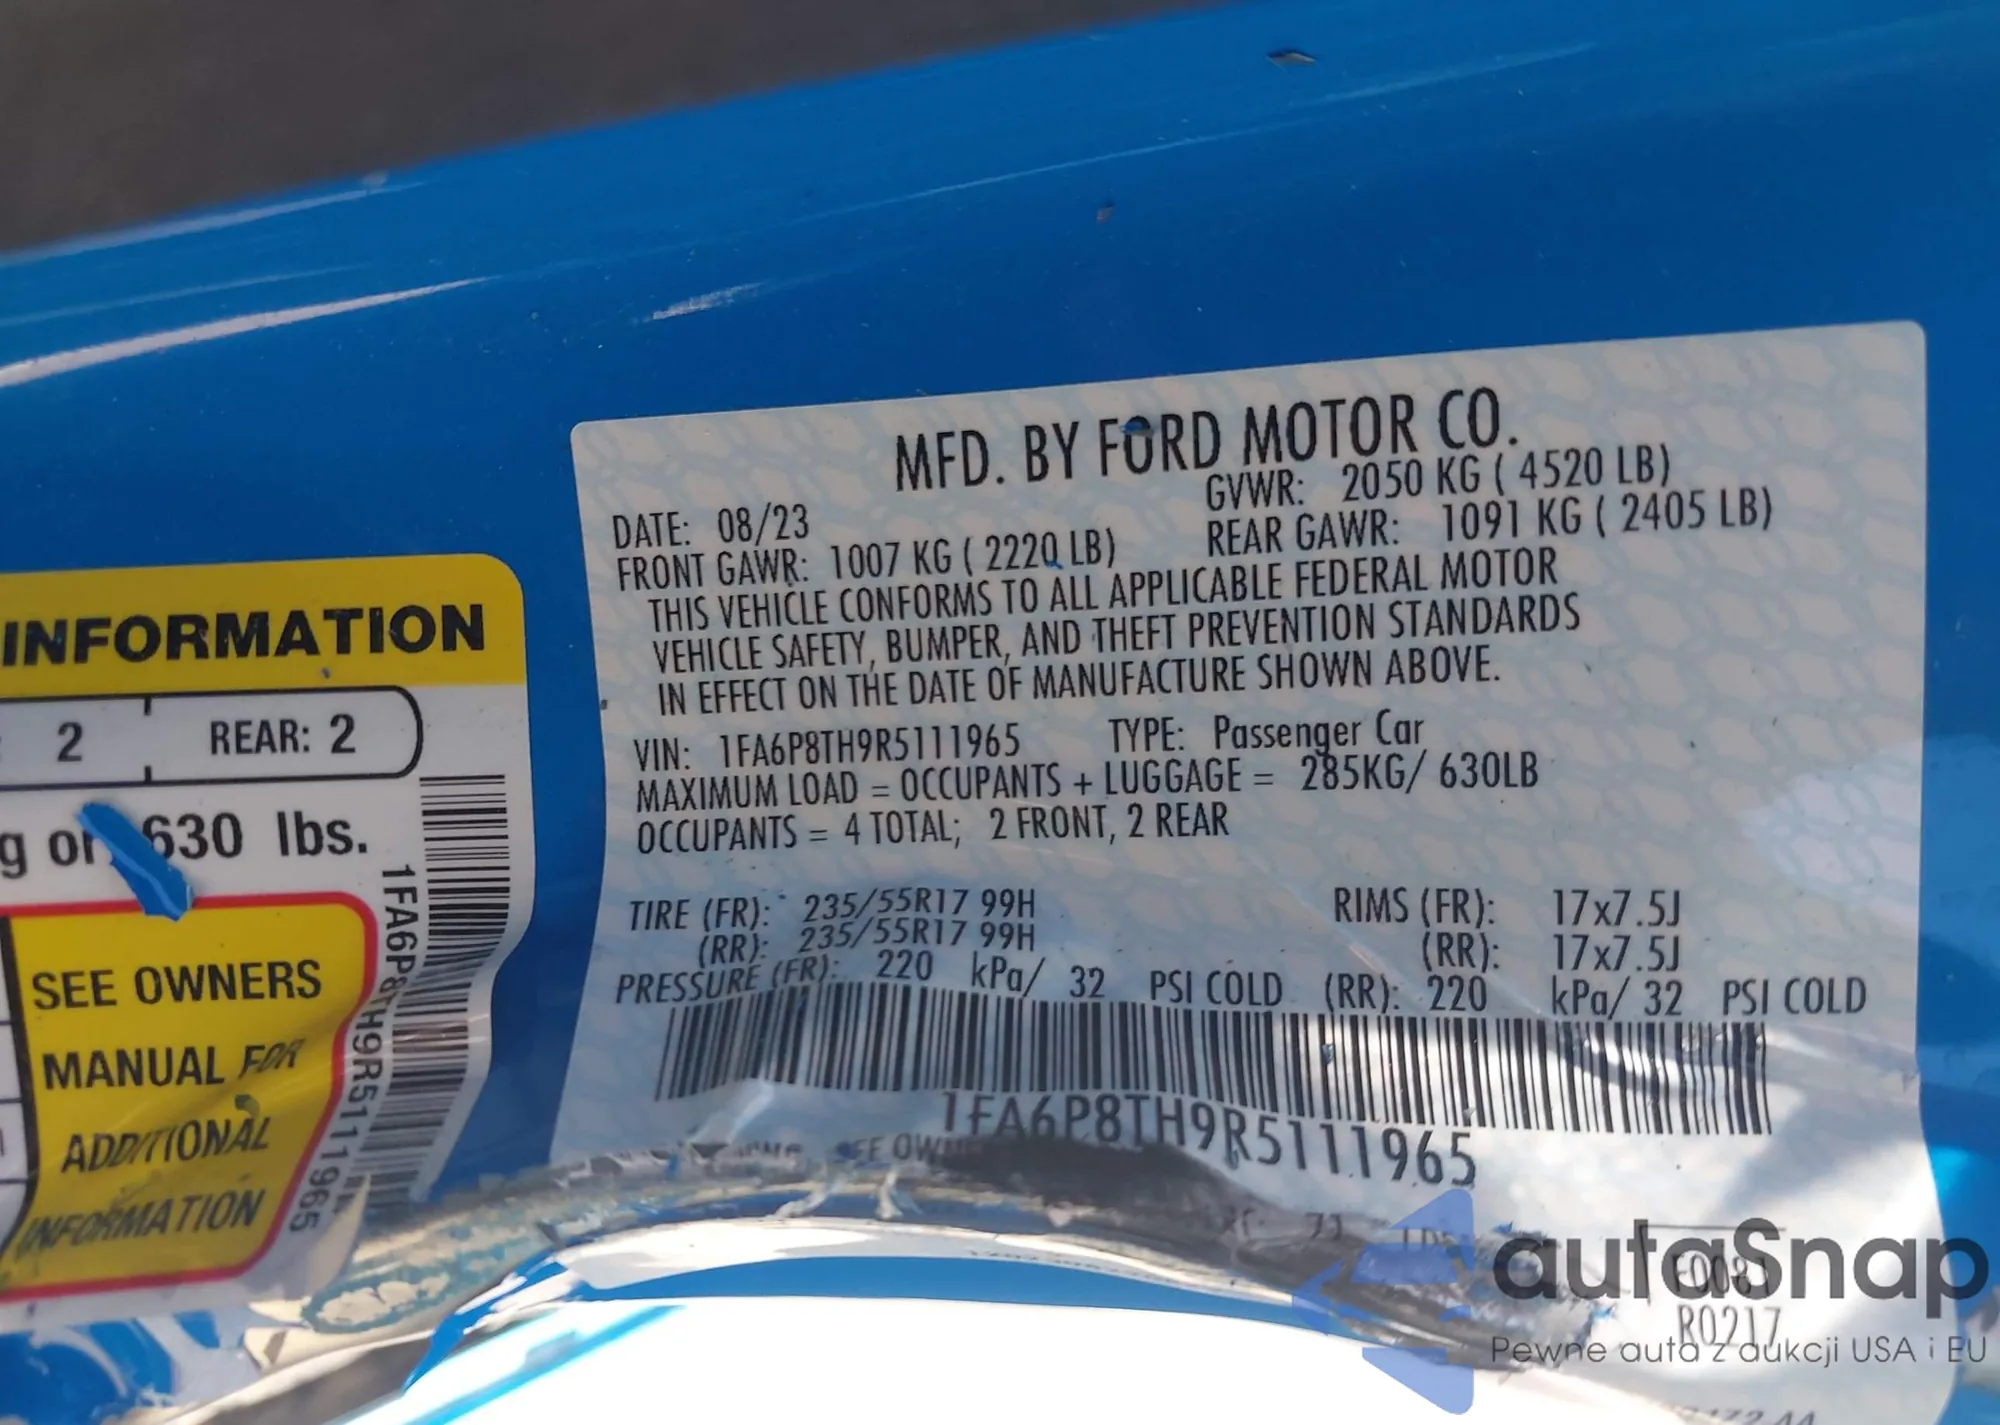 INFORMATION
2 REAR: 2
g or 630 lbs.
SEE OWNERS
MANUAL FOR
ADDITIONAL
INFORMATION
1FA6P8TH9R5111965
MFD. BY FORD MOTOR CO.
DATE: 08/23 GVWR: 2050 KG ( 4520 LB)
FRONT GAWR: 1007 KG ( 2220 LB) REAR GAWR: 1091 KG ( 2405 LB)
THIS VEHICLE CONFORMS TO ALL APPLICABLE FEDERAL MOTOR
VEHICLE SAFETY, BUMPER, AND THEFT PREVENTION STANDARDS
IN EFFECT ON THE DATE OF MANUFACTURE SHOWN ABOVE.
VIN: 1FA6P8TH9R5111965 TYPE: Passenger Car
MAXIMUM LOAD = OCCUPANTS + LUGGAGE = 285KG/ 630LB
OCCUPANTS = 4 TOTAL; 2 FRONT, 2 REAR
TIRE (FR): 235/55R17 99H RIMS (FR): 17x7.5J
(RR): 235/55R17 99H (RR): 17x7.5J
PRESSURE (FR): 220 kPa/ 32 PSI COLD (RR): 220 kPa/ 32 PSI COLD
1FA6P8TH9R5111965
SEE
71
R0217
autaSnap
Pewne auta z aukcji USA i EU